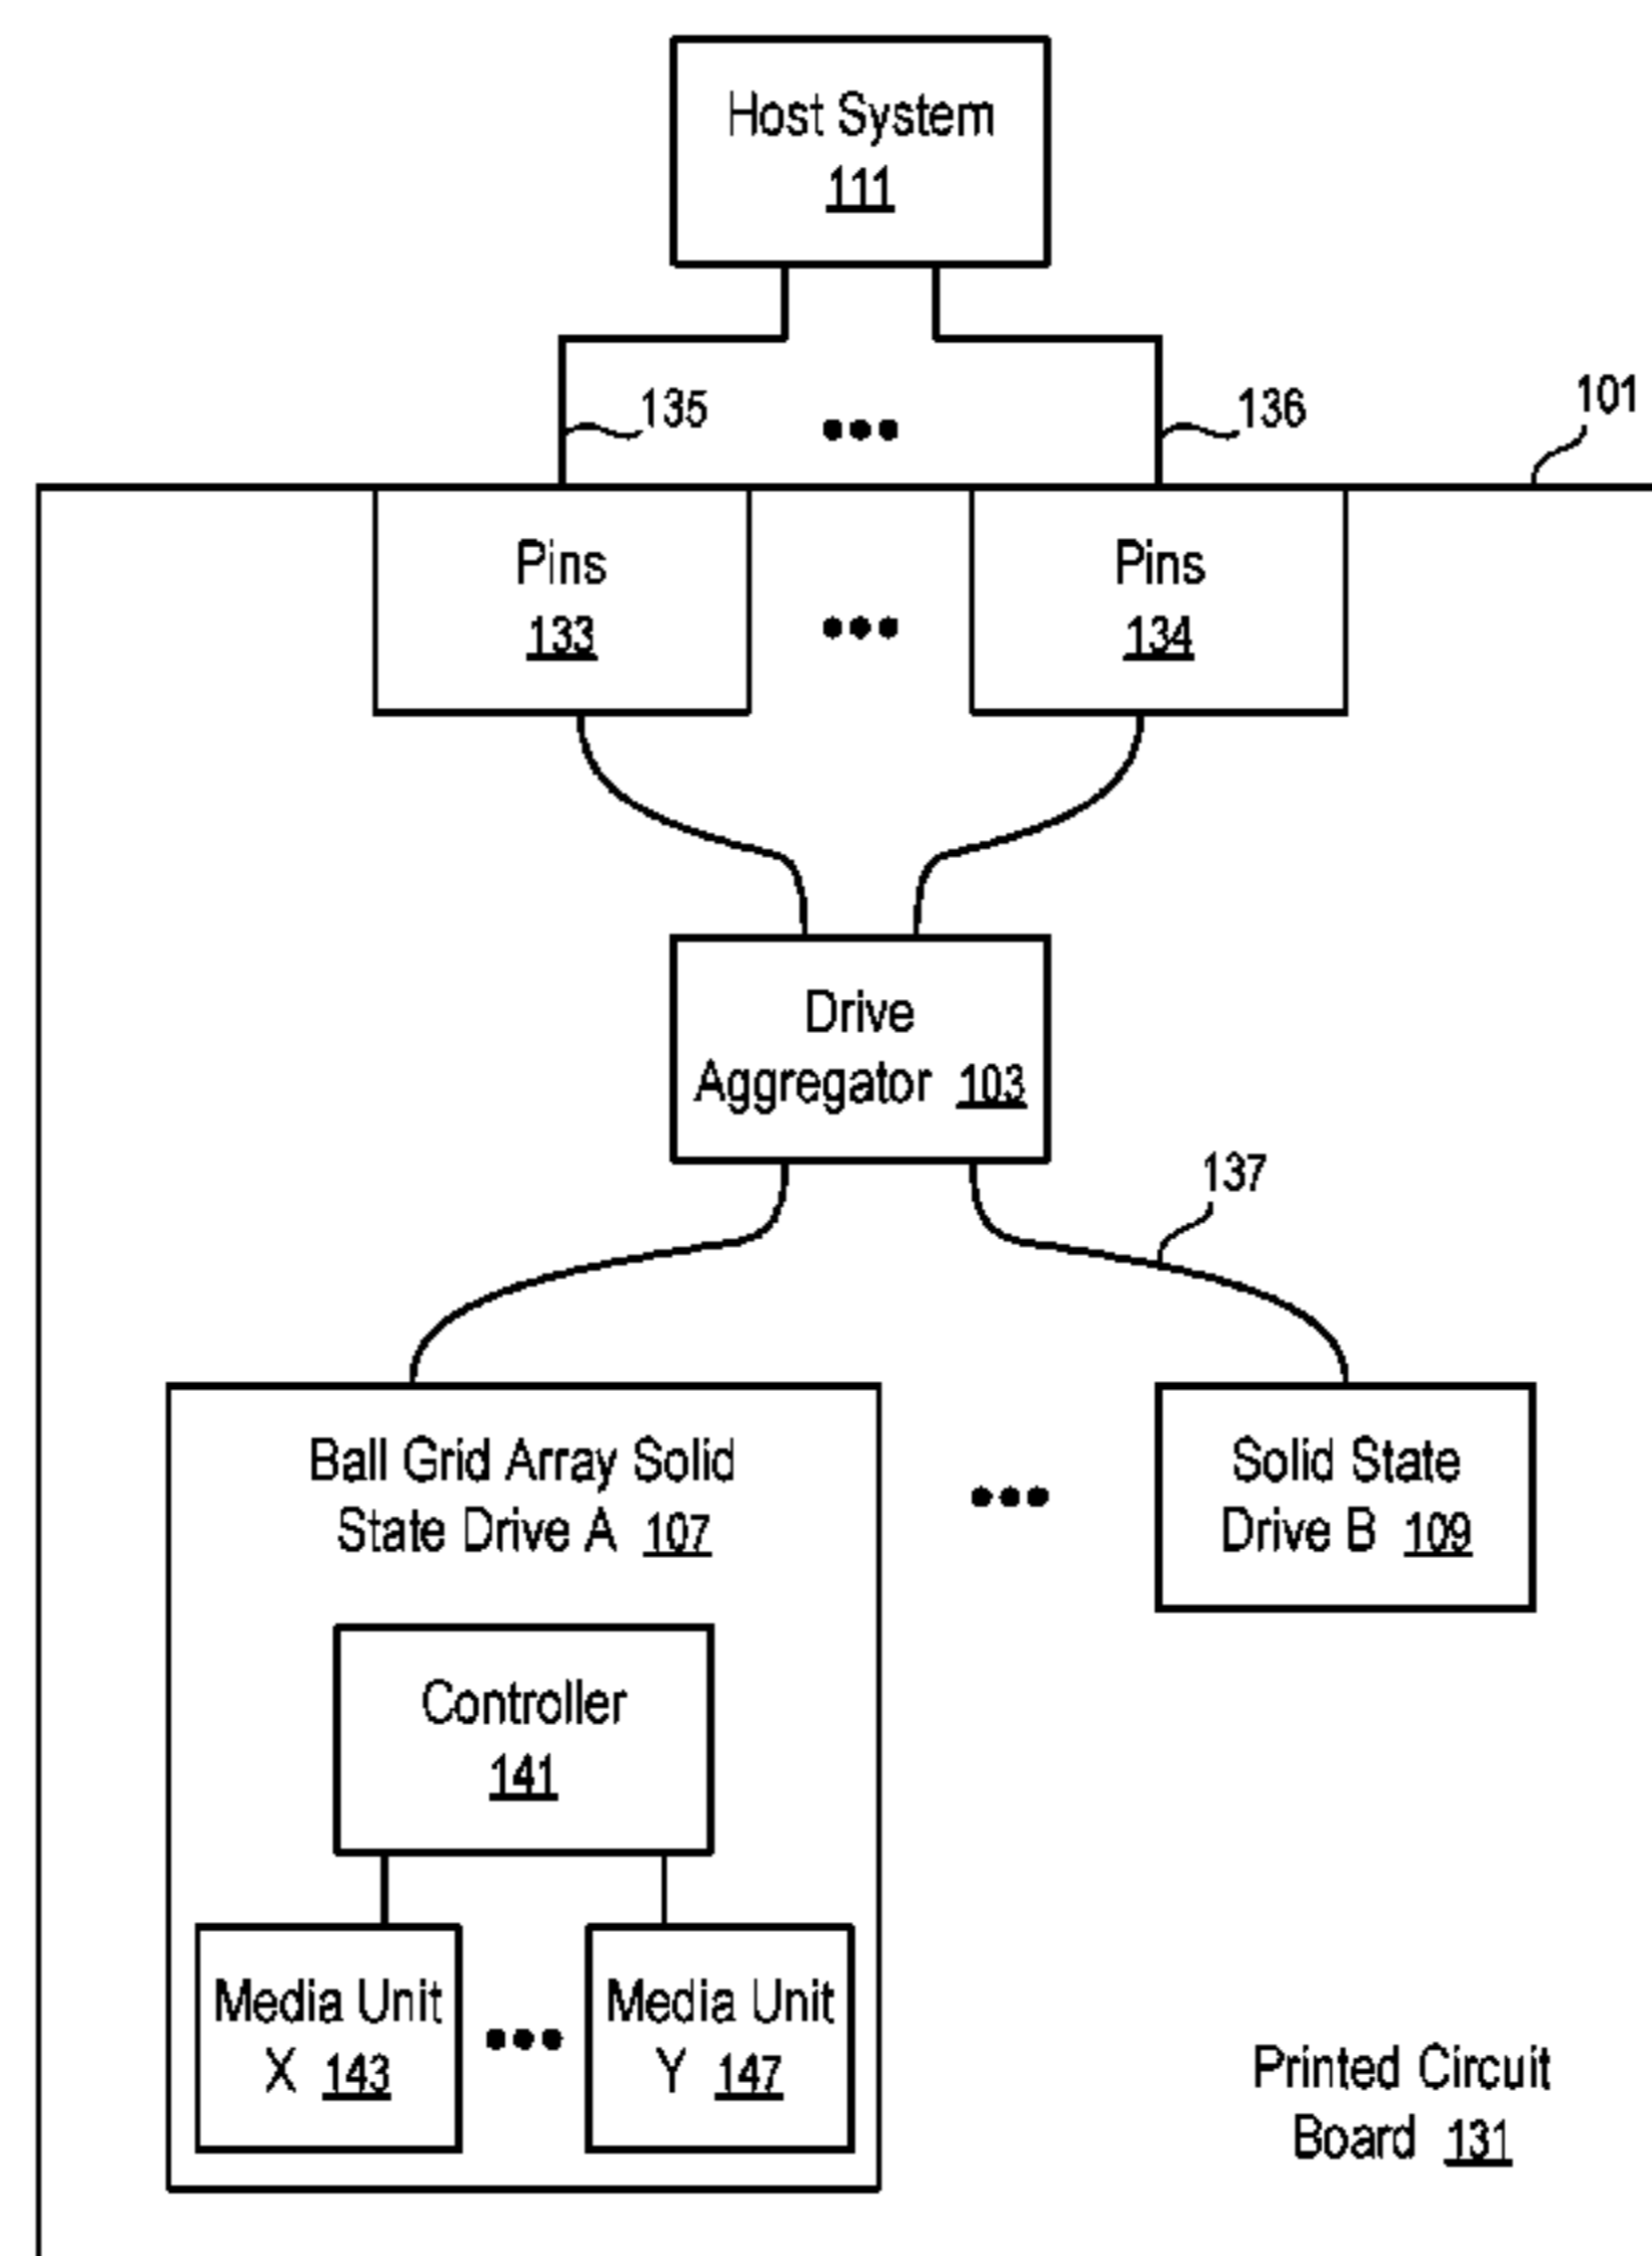 Host System
111
135
136
101
Pins
133
Pins
134
Drive
Aggregator 103
137
Ball Grid Array Solid
State Drive A 107
Solid State
Drive B 109
Controller
141
Media Unit
X 143
Media Unit
Y 147
Printed Circuit
Board 131